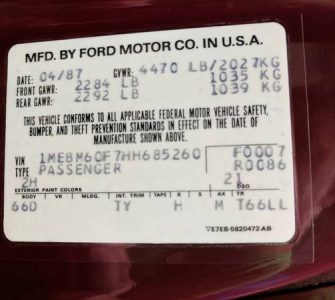 MFD. BY FORD MOTOR CO. IN U.S.A.
DATE: 04/87 GVWR: 4470 LB/2027KG
FRONT GAWR: 2284 LB 1035 KG
REAR GAWR: 2292 LB 1039 KG
THIS VEHICLE CONFORMS TO ALL APPLICABLE FEDERAL MOTOR VEHICLE SAFETY,
BUMPER, AND THEFT PREVENTION STANDARDS IN EFFECT ON THE DATE OF
MANUFACTURE SHOWN ABOVE.
VIN 1MEBM60F7HH685260 F0007
TYPE PASSENGER R0086
2H 21
EXTERIOR PAINT COLORS DSO
BODY VR MLDG. INT. TRIM TAPE R S AX TR
66D TY A H M T66LL
E7EB-5820472-AB